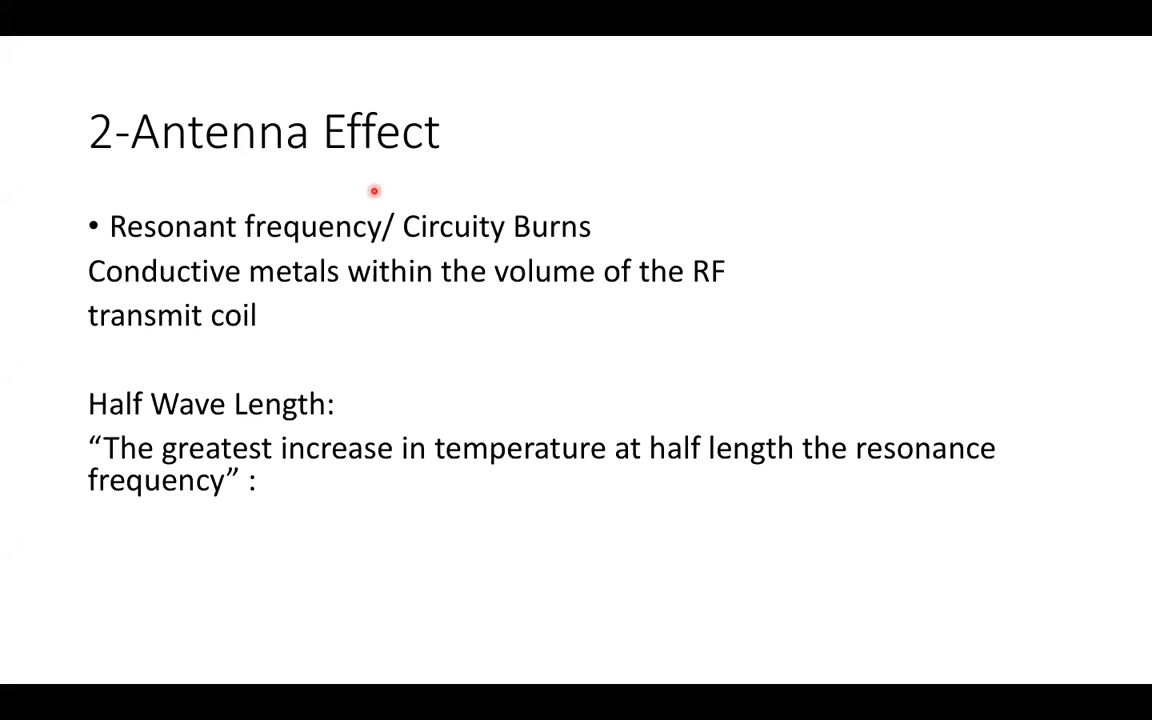 2-Antenna Effect
• Resonant frequency/ Circuity Burns
Conductive metals within the volume of the RF
transmit coil
Half Wave Length:
“The greatest increase in temperature at half length the resonance
frequency” :